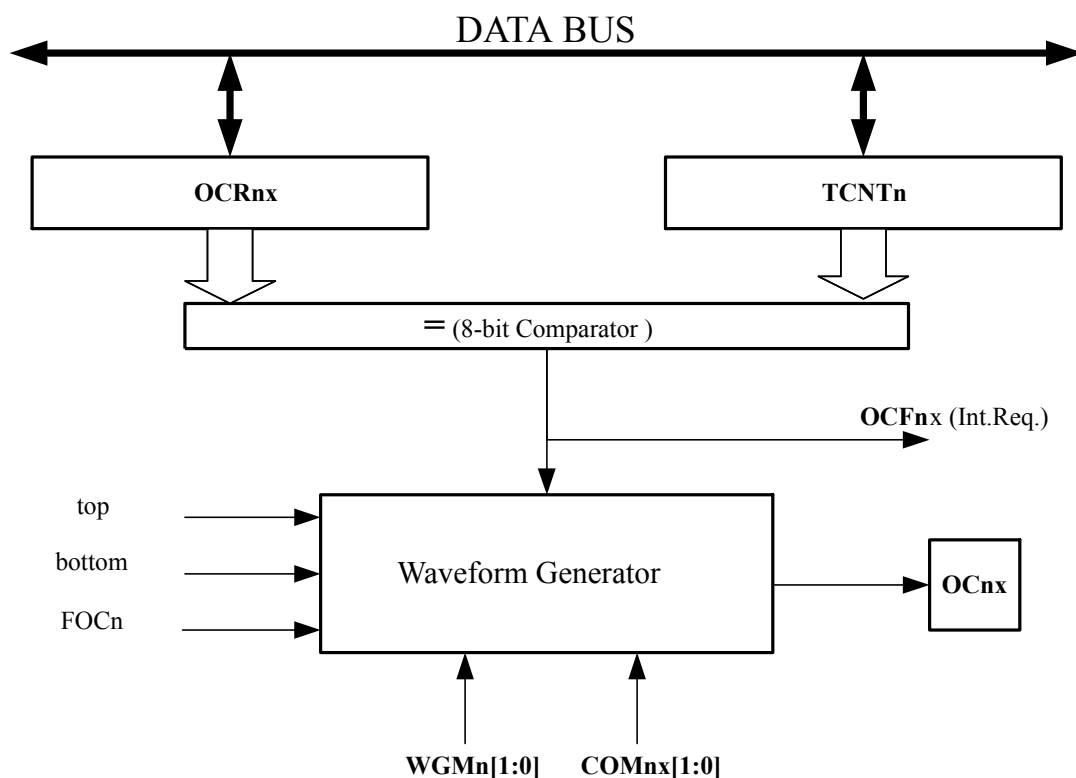 DATA BUS
OCRnx
TCNTn
= (8-bit Comparator )
OCFnx (Int.Req.)
top
bottom
FOCn
Waveform Generator
OCnx
WGMn[1:0]
COMnx[1:0]